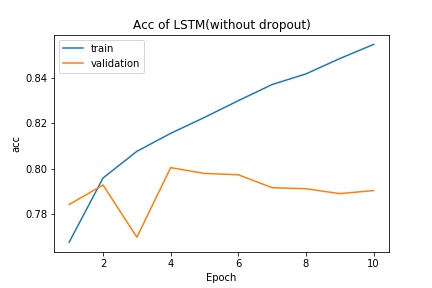 Acc of LSTM(without dropout)
train
validation
0.84
0.82
0.80
0.78
acc
2
4
6
8
10
Epoch